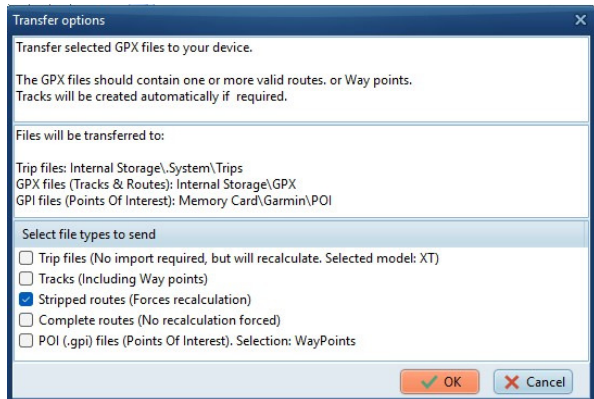 Transfer options
Transfer selected GPX files to your device.
The GPX files should contain one or more valid routes. or Way points.
Tracks will be created automatically if required.
Files will be transferred to:
Trip files: Internal Storage\.System\Trips
GPX files (Tracks & Routes): Internal Storage\GPX
GPI files (Points Of Interest): Memory Card\Garmin\POI
Select file types to send
Trip files (No import required, but will recalculate. Selected model: XT)
Tracks (Including Way points)
Stripped routes (Forces recalculation)
Complete routes (No recalculation forced)
POI (.gpi) files (Points Of Interest). Selection: WayPoints
OK Cancel